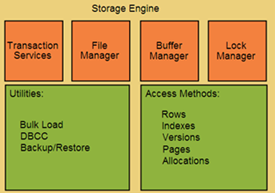 Storage Engine
Transaction
Services
File
Manager
Buffer
Manager
Lock
Manager
Utilities:
Bulk Load
DBCC
Backup/Restore
Access Methods:
Rows
Indexes
Versions
Pages
Allocations